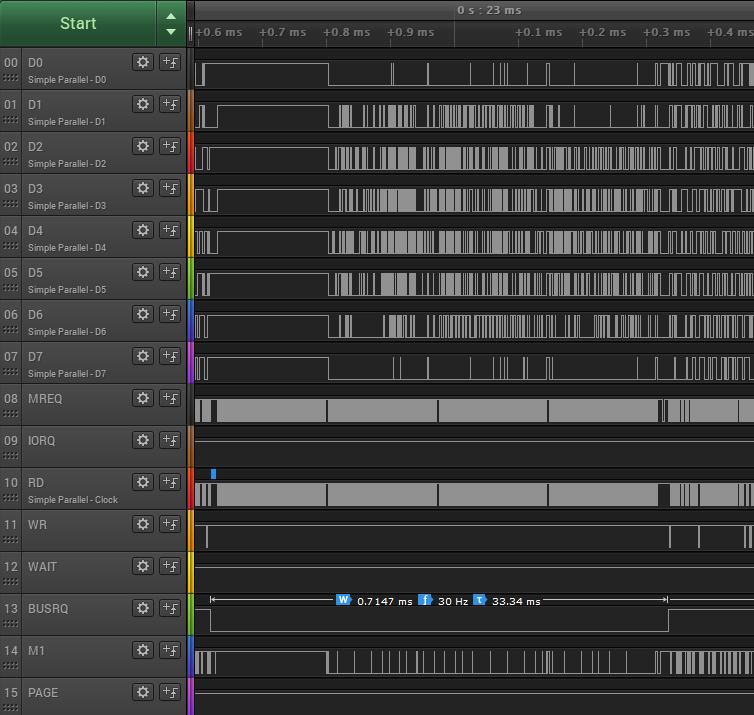 Start
0 s : 23 ms
+0.6 ms +0.7 ms +0.8 ms +0.9 ms +0.1 ms +0.2 ms +0.3 ms +0.4 ms
00 D0
Simple Parallel - D0
01 D1
Simple Parallel - D1
02 D2
Simple Parallel - D2
03 D3
Simple Parallel - D3
04 D4
Simple Parallel - D4
05 D5
Simple Parallel - D5
06 D6
Simple Parallel - D6
07 D7
Simple Parallel - D7
08 MREQ
09 IORQ
10 RD
Simple Parallel - Clock
11 WR
12 WAIT
W 0.7147 ms f 30 Hz τ 33.34 ms
13 BUSRQ
14 M1
15 PAGE